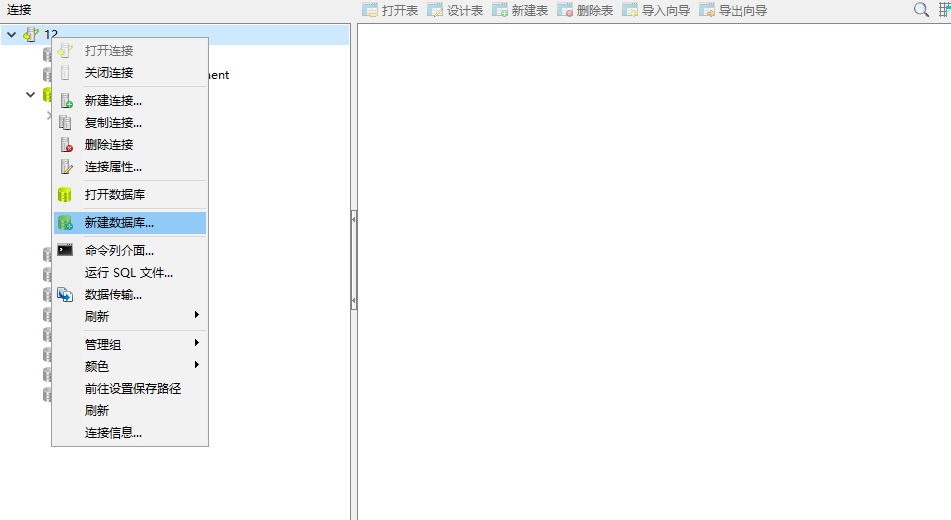 连接
打开表 设计表 新建表 删除表 导入向导 导出向导
12
打开连接
关闭连接
新建连接...
复制连接...
删除连接
连接属性...
打开数据库
新建数据库...
命令列介面...
运行 SQL 文件...
数据传输...
刷新
管理组
颜色
前往设置保存路径
刷新
连接信息...